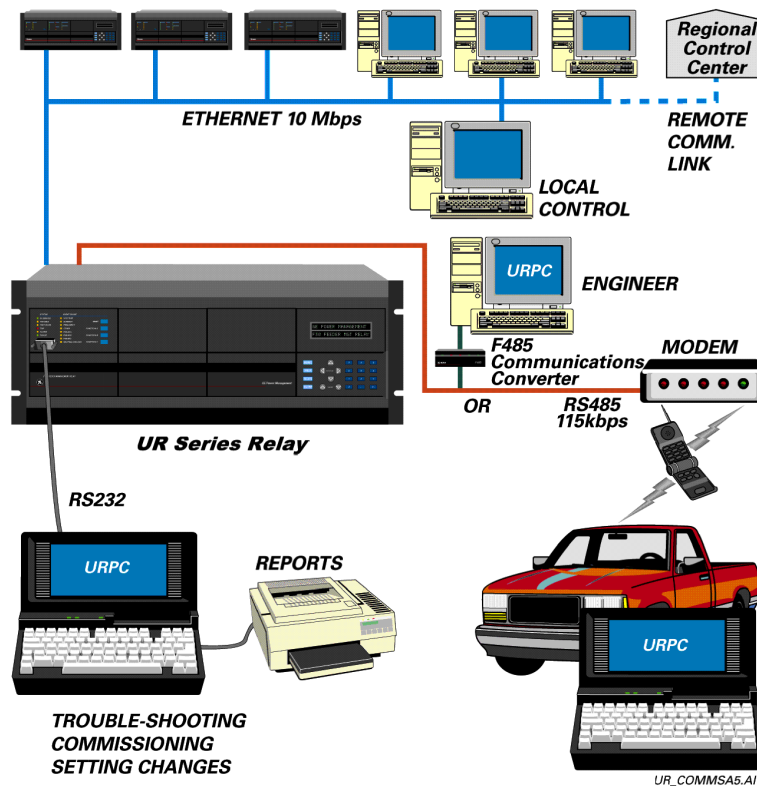 Regional
Control
Center
ETHERNET 10 Mbps
REMOTE
COMM.
LINK
LOCAL
CONTROL
URPC
ENGINEER
F485
Communications
Converter
MODEM
OR
RS485
115kbps
UR Series Relay
RS232
URPC
REPORTS
URPC
TROUBLE-SHOOTING
COMMISSIONING
SETTING CHANGES
UR_COMMSA5.AI